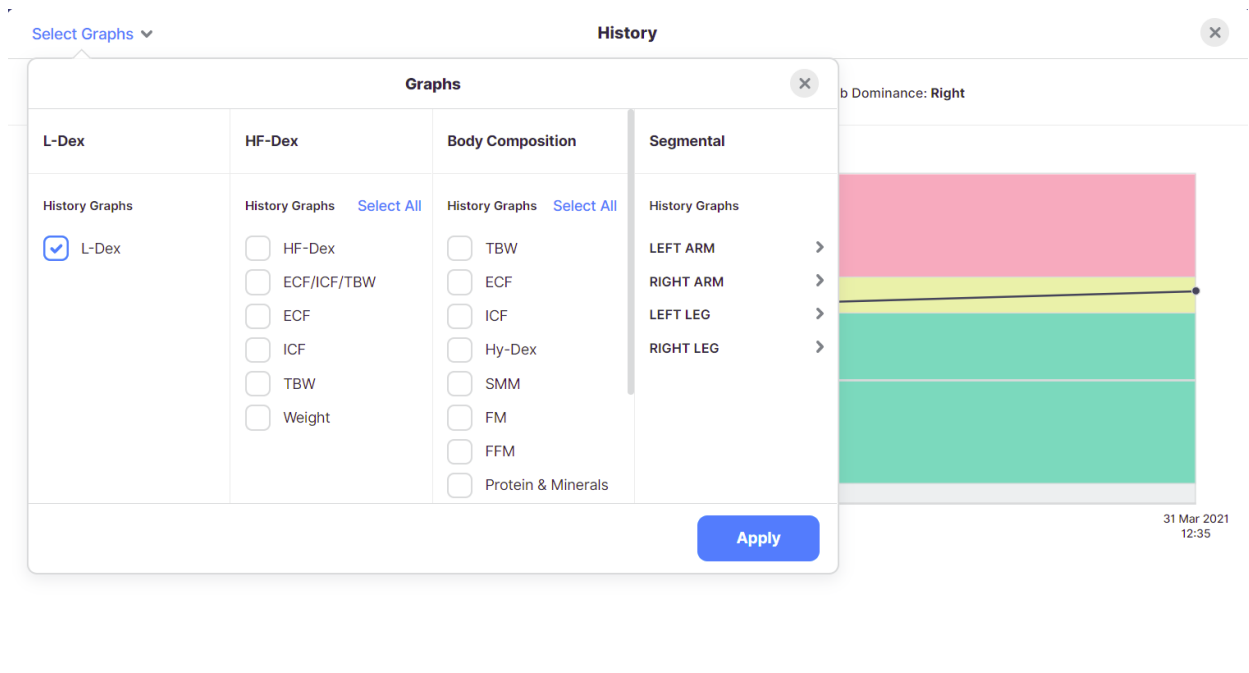 Select Graphs
History
Graphs
b Dominance: Right
L-Dex
HF-Dex
Body Composition
Segmental
History Graphs
History Graphs Select All
History Graphs Select All
History Graphs
L-Dex
HF-Dex
ECF/ICF/TBW
ECF
ICF
TBW
Weight
TBW
ECF
ICF
Hy-Dex
SMM
FM
FFM
Protein & Minerals
LEFT ARM
RIGHT ARM
LEFT LEG
RIGHT LEG
Apply
31 Mar 2021
12:35